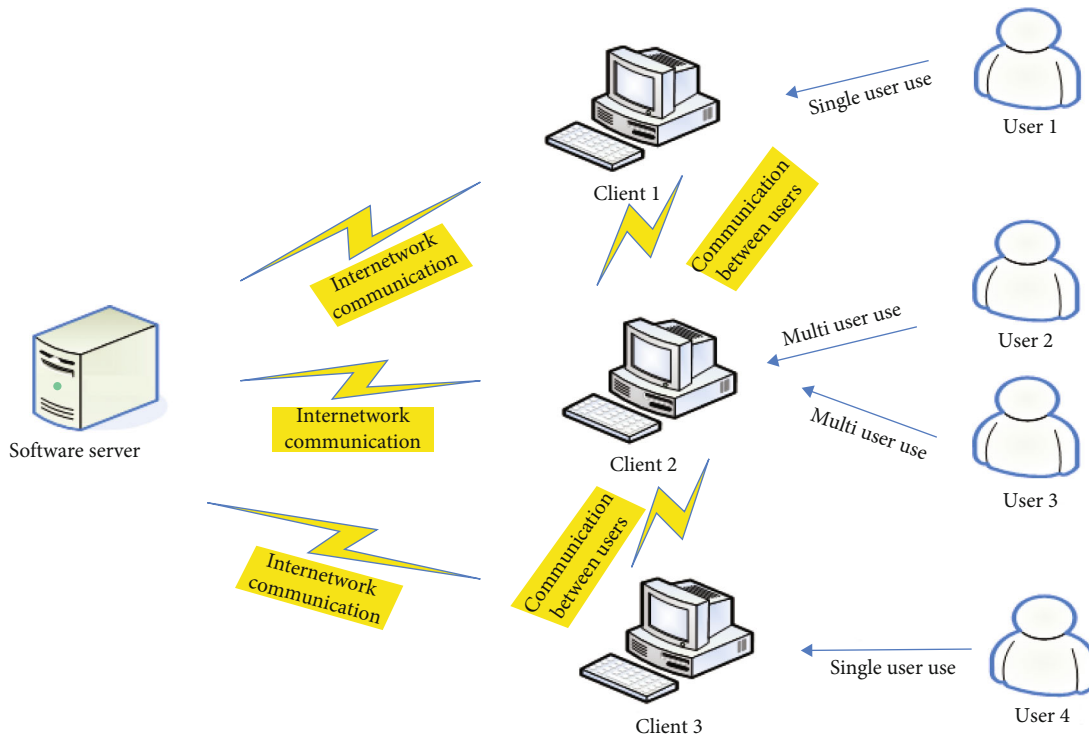 Single user use
User 1
Client 1
Communication
between users
Internetwork
communication
Multi user use
User 2
Internetwork
communication
Multi user use
Software server
Client 2
User 3
Communication
between users
Internetwork
communication
Single user use
Client 3
User 4